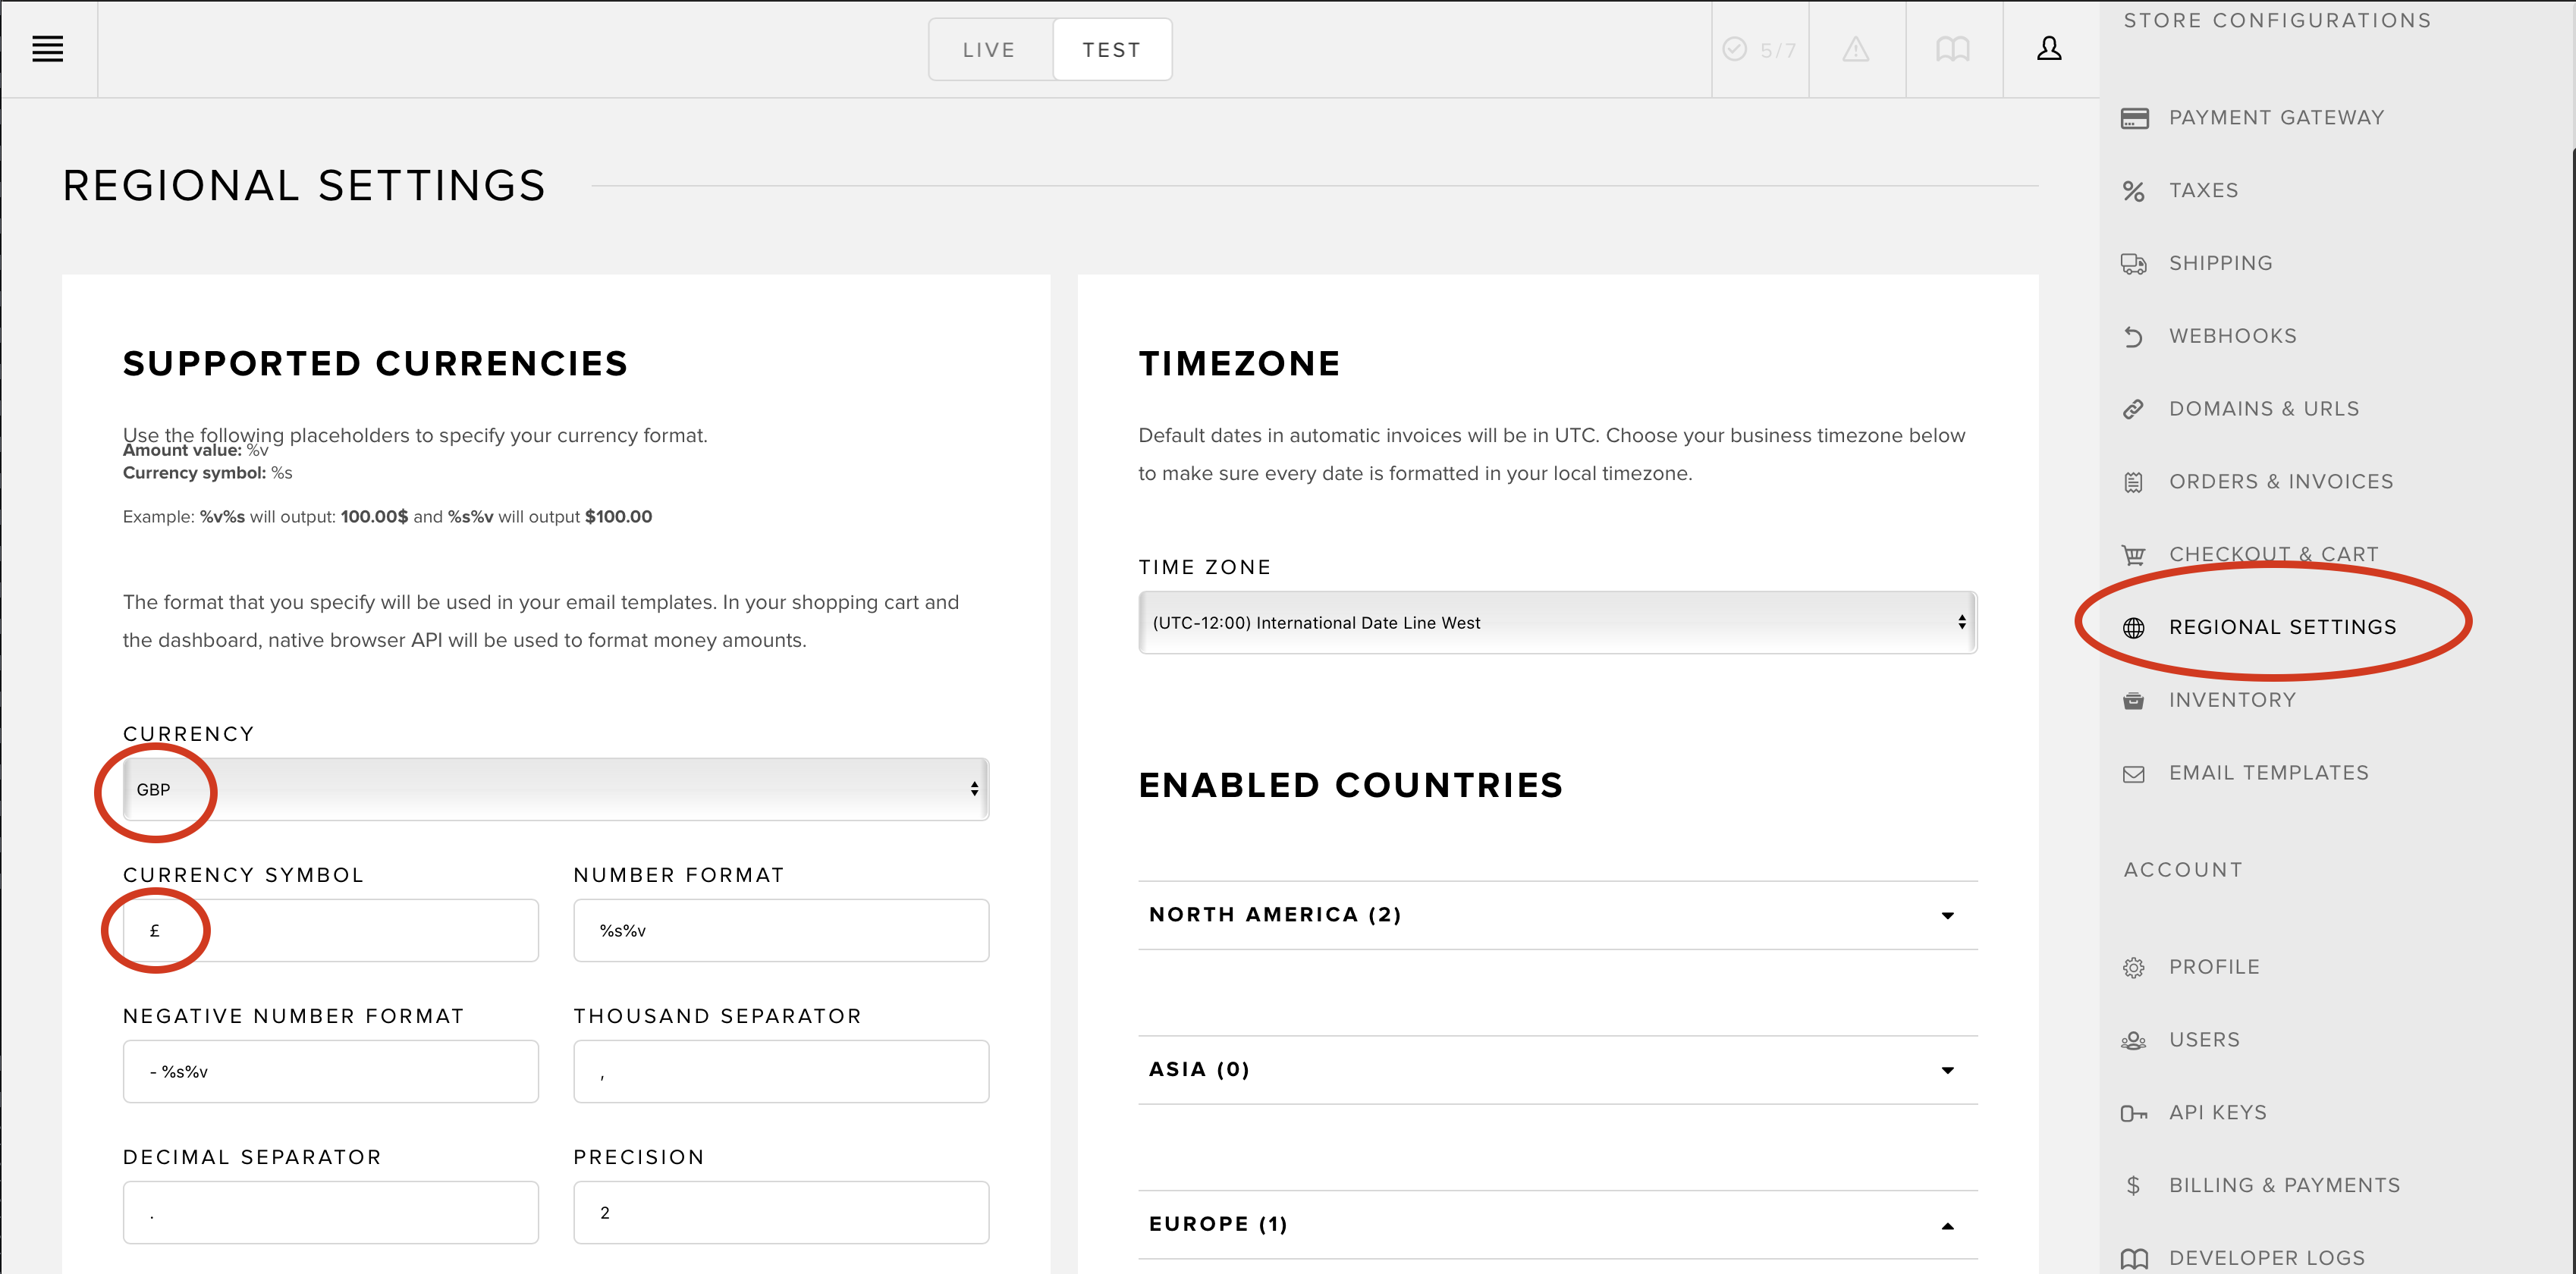 LIVE
TEST
5/7
REGIONAL SETTINGS
SUPPORTED CURRENCIES
Use the following placeholders to specify your currency format.
Amount value: %v
Currency symbol: %s
Example: %v%s will output: 100.00$ and %s%v will output $100.00
The format that you specify will be used in your email templates. In your shopping cart and
the dashboard, native browser API will be used to format money amounts.
CURRENCY
GBP
CURRENCY SYMBOL
£
NUMBER FORMAT
%s%v
NEGATIVE NUMBER FORMAT
- %s%v
THOUSAND SEPARATOR
,
DECIMAL SEPARATOR
.
PRECISION
2
TIMEZONE
Default dates in automatic invoices will be in UTC. Choose your business timezone below
to make sure every date is formatted in your local timezone.
TIME ZONE
(UTC-12:00) International Date Line West
ENABLED COUNTRIES
NORTH AMERICA (2)
ASIA (0)
EUROPE (1)
STORE CONFIGURATIONS
PAYMENT GATEWAY
TAXES
SHIPPING
WEBHOOKS
DOMAINS & URLS
ORDERS & INVOICES
CHECKOUT & CART
REGIONAL SETTINGS
INVENTORY
EMAIL TEMPLATES
ACCOUNT
PROFILE
USERS
API KEYS
BILLING & PAYMENTS
DEVELOPER LOGS